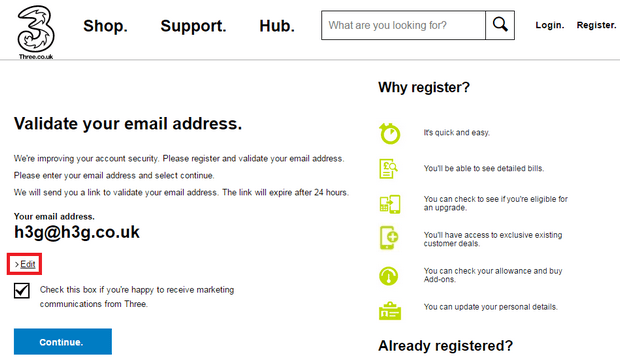 Three.co.uk
Shop.
Support.
Hub.
What are you looking for?
Login.
Register.
Validate your email address.
We're improving your account security. Please register and validate your email address.
Please enter your email address and select continue.
We will send you a link to validate your email address. The link will expire after 24 hours.
Your email address.
h3g@h3g.co.uk
>Edit
Check this box if you're happy to receive marketing
communications from Three.
Continue.
Why register?
It's quick and easy.
You'll be able to see detailed bills.
You can check to see if you're eligible for
an upgrade.
You'll have access to exclusive existing
customer deals.
You can check your allowance and buy
Add-ons.
You can update your personal details.
Already registered?